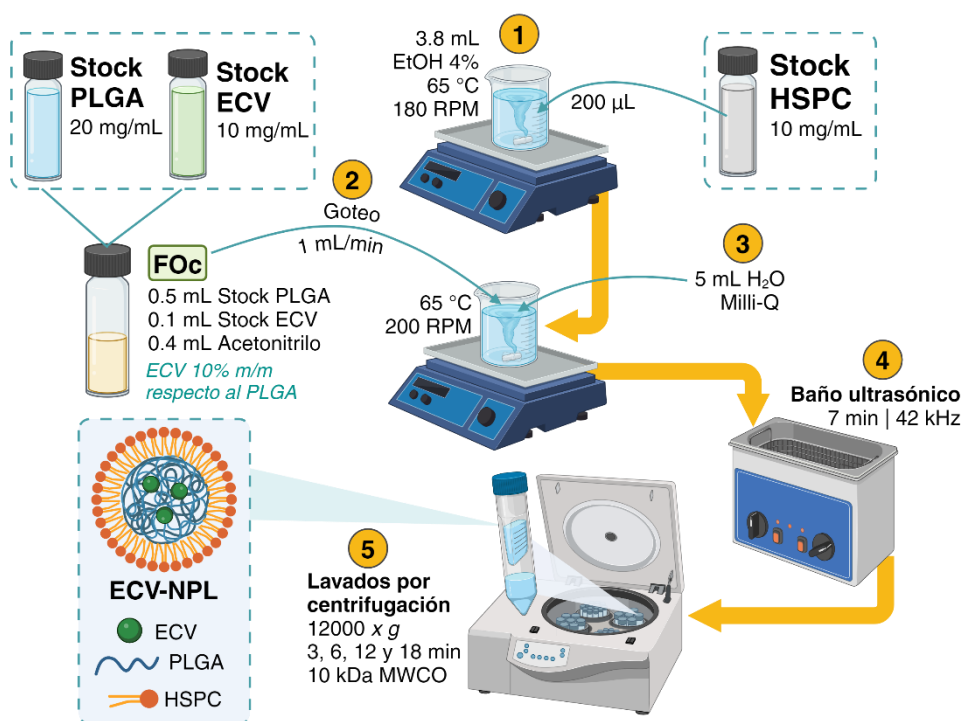 Stock
PLGA
20 mg/mL
Stock
ECV
10 mg/mL
1
3.8 mL
EtOH 4%
65 °C
180 RPM
200 µL
Stock
HSPC
10 mg/mL
2
Goteo
1 mL/min
FOc
0.5 mL Stock PLGA
0.1 mL Stock ECV
0.4 mL Acetonitrilo
ECV 10% m/m
respecto al PLGA
65 °C
200 RPM
3
5 mL H₂O
Milli-Q
4
Baño ultrasónico
7 min | 42 kHz
5
Lavados por
centrifugación
12000 x g
3, 6, 12 y 18 min
10 kDa MWCO
ECV-NPL
ECV
PLGA
HSPC